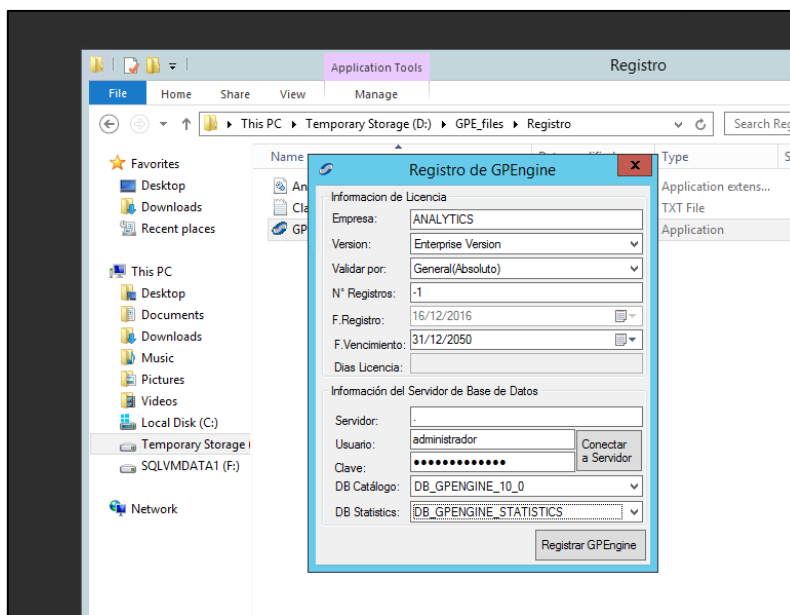 Application Tools
Registro
File Home Share View Manage
This PC Temporary Storage (D:) GPE_files Registro
Search Reg
Name Type
Favorites
Desktop
Downloads
Recent places
This PC
Desktop
Documents
Downloads
Music
Pictures
Videos
Local Disk (C:)
Temporary Storage (
SQLVMDATA1 (F:)
Network
An
Application extens...
Cla
TXT File
GP
Application
Registro de GPEngine
Informacion de Licencia
Empresa: ANALYTICS
Version: Enterprise Version
Validar por: General(Absoluto)
N° Registros: -1
F.Registro: 16/12/2016
F.Vencimiento: 31/12/2050
Dias Licencia:
Información del Servidor de Base de Datos
Servidor: .
Usuario: administrador
Clave: •••••••••••••
Conectar
a Servidor
DB Catálogo: DB_GPENGINE_10_0
DB Statistics: DB_GPENGINE_STATISTICS
Registrar GPEngine